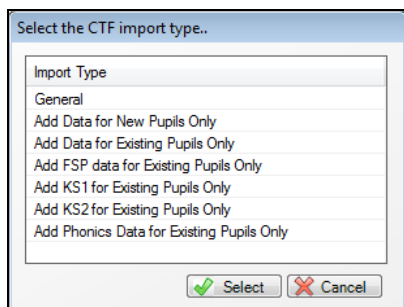 Select the CTF import type..
Import Type
General
Add Data for New Pupils Only
Add Data for Existing Pupils Only
Add FSP data for Existing Pupils Only
Add KS1 for Existing Pupils Only
Add KS2 for Existing Pupils Only
Add Phonics Data for Existing Pupils Only
Select Cancel